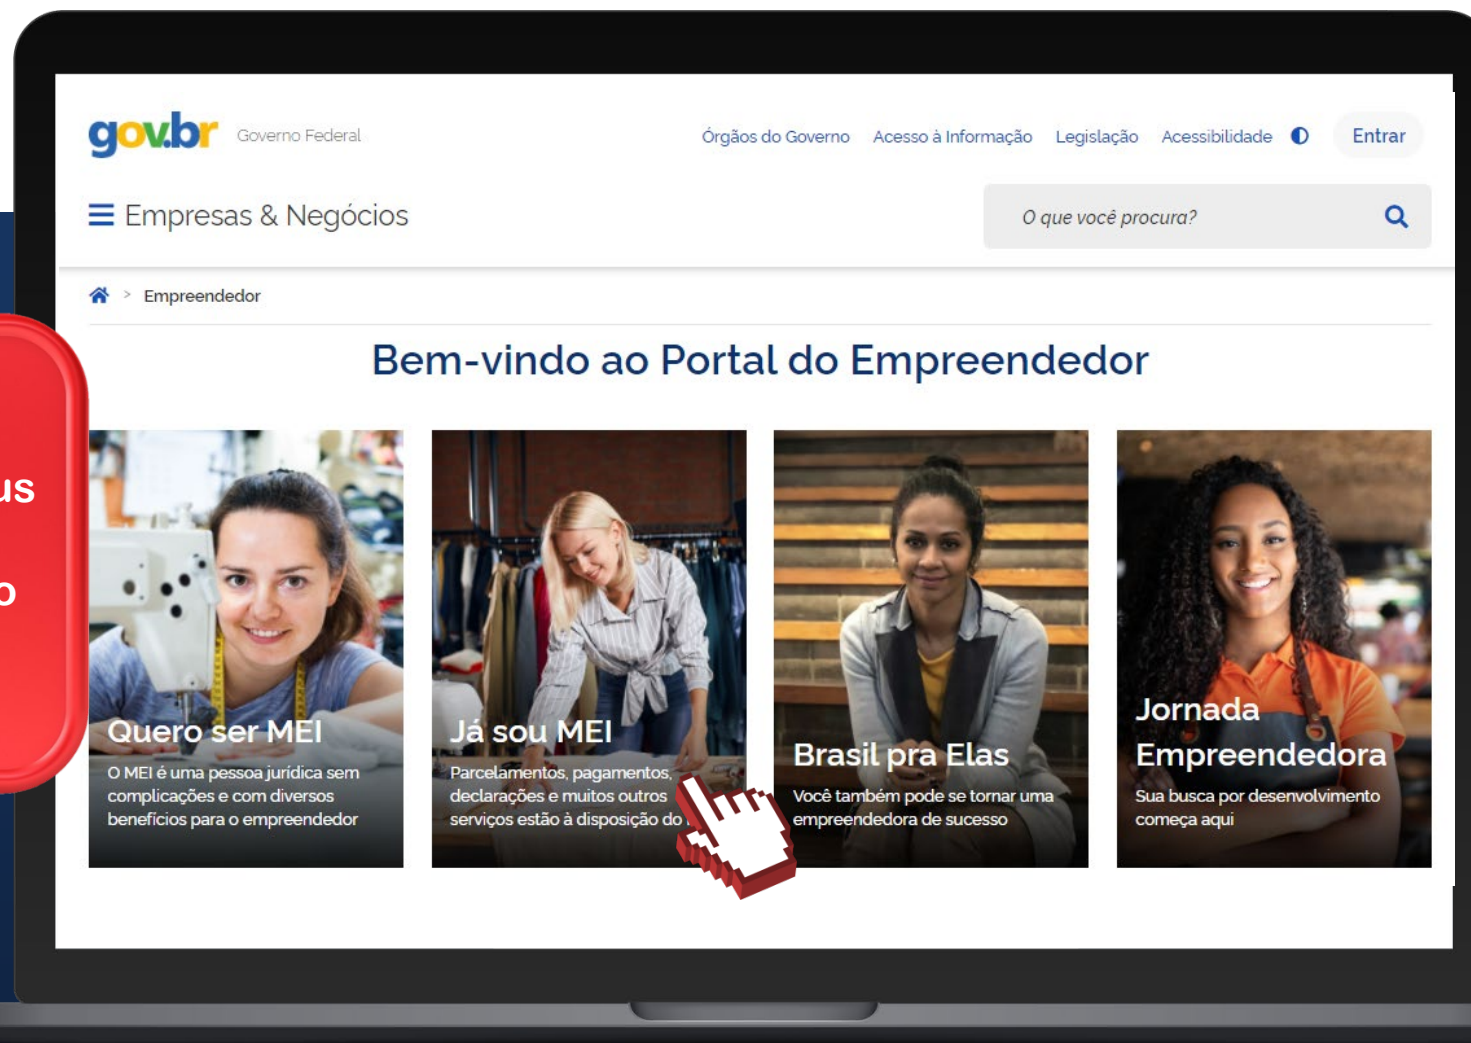 gov.br Governo Federal
Órgãos do Governo Acesso à Informação Legislação Acessibilidade Entrar
Empresas & Negócios
O que você procura?
> Empreendedor
Bem-vindo ao Portal do Empreendedor
Quero ser MEI
O MEI é uma pessoa jurídica sem
complicações e com diversos
benefícios para o empreendedor
Já sou MEI
Parcelamentos, pagamentos,
declarações e muitos outros
serviços estão à disposição do
Brasil pra Elas
Você também pode se tornar uma
empreendedora de sucesso
Jornada
Empreendedora
Sua busca por desenvolvimento
começa aqui